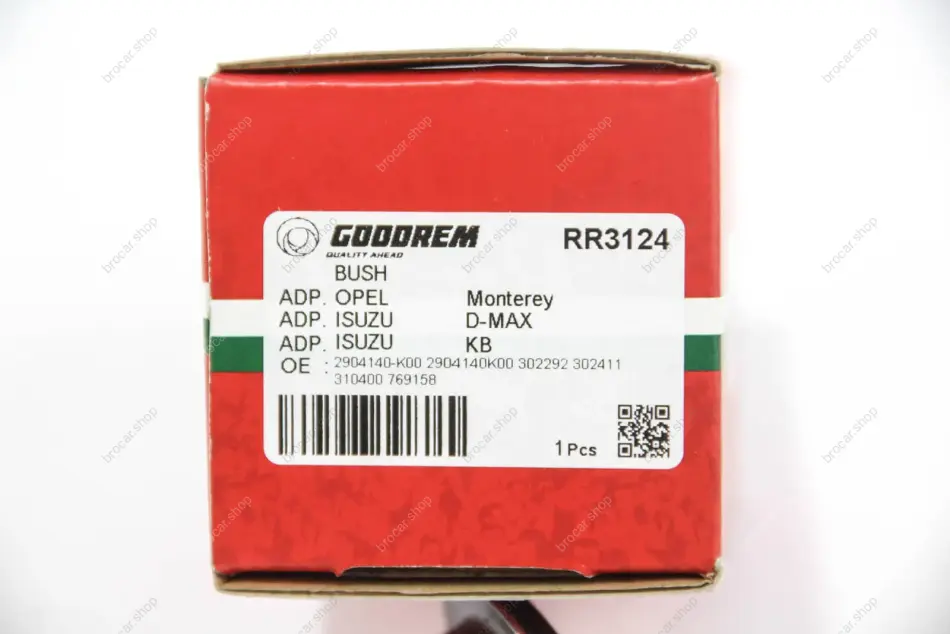 GOODREM
QUALITY AHEAD
RR3124
BUSH
ADP. OPEL Monterey
ADP. ISUZU D-MAX
ADP. ISUZU KB
OE : 2904140-K00 2904140K00 302292 302411
310400 769158
1 Pcs
brocar.shop